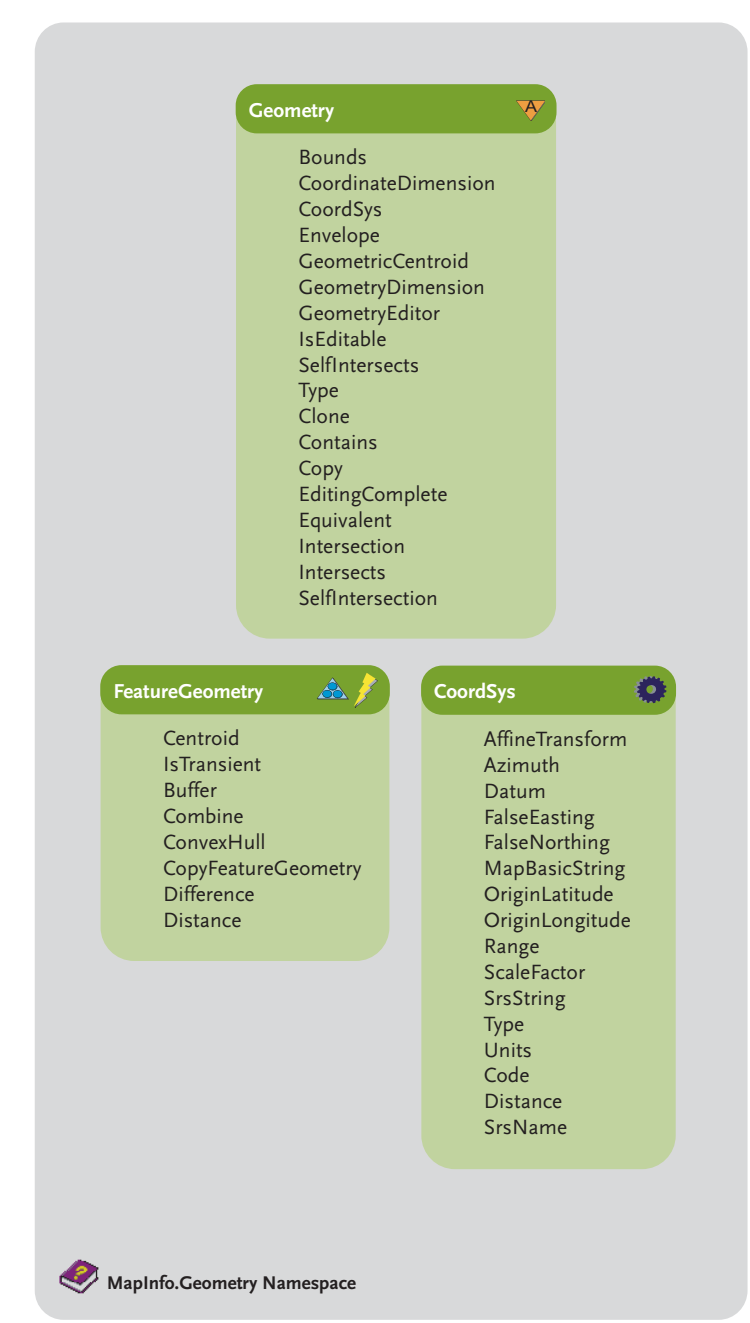 Geometry
A
Bounds
CoordinateDimension
CoordSys
Envelope
GeometricCentroid
GeometryDimension
GeometryEditor
IsEditable
SelfIntersects
Type
Clone
Contains
Copy
EditingComplete
Equivalent
Intersection
Intersects
SelfIntersection
FeatureGeometry
Centroid
IsTransient
Buffer
Combine
ConvexHull
CopyFeatureGeometry
Difference
Distance
CoordSys
AffineTransform
Azimuth
Datum
FalseEasting
FalseNorthing
MapBasicString
OriginLatitude
OriginLongitude
Range
ScaleFactor
SrsString
Type
Units
Code
Distance
SrsName
?
MapInfo.Geometry Namespace